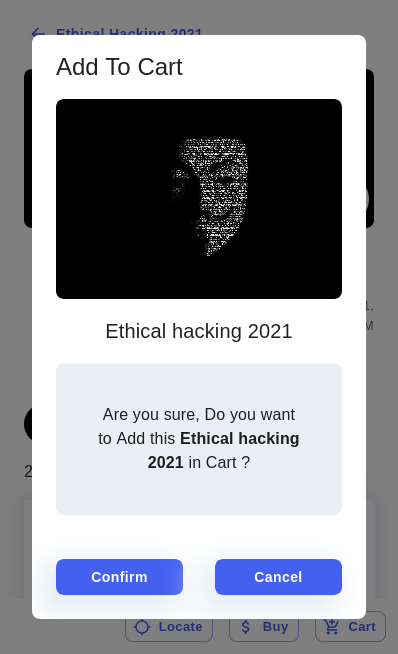 Ethical Hacking 2021
Add To Cart
Ethical hacking 2021
Are you sure, Do you want
to Add this Ethical hacking
2021 in Cart ?
Confirm
Cancel
Locate
Buy
Cart